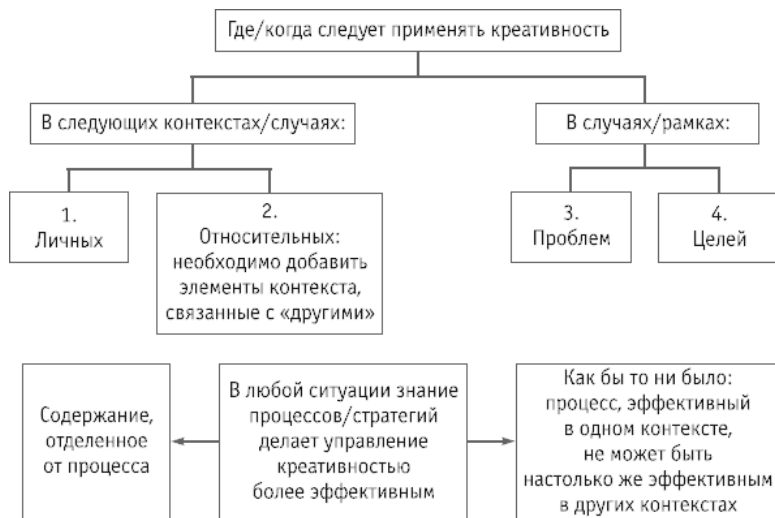 Где/когда следует применять креативность
В следующих контекстах/случаях:
В случаях/рамках:
1.
Личных
2.
Относительных:
необходимо добавить
элементы контекста,
связанные с «другими»
3.
Проблем
4.
Целей
Содержание,
отделенное
от процесса
В любой ситуации знание
процессов/стратегий
делает управление
креативностью
более эффективным
Как бы то ни было:
процесс, эффективный
в одном контексте,
не может быть
настолько же эффективным
в других контекстах